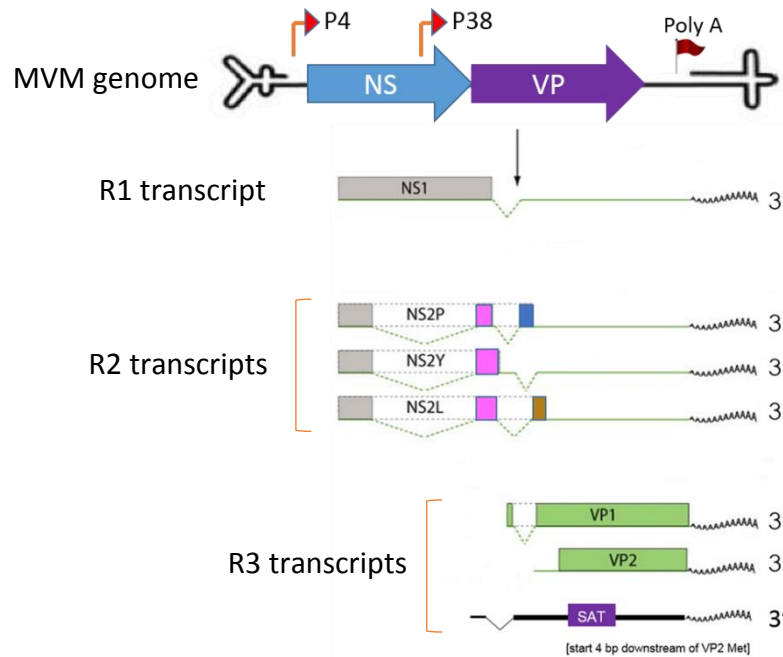 P4
P38
Poly A
MVM genome
NS
VP
R1 transcript
NS1
3
R2 transcripts
NS2P
3
NS2Y
3
NS2L
3
R3 transcripts
VP1
3
VP2
3
SAT
3'
[start 4 bp downstream of VP2 Met]